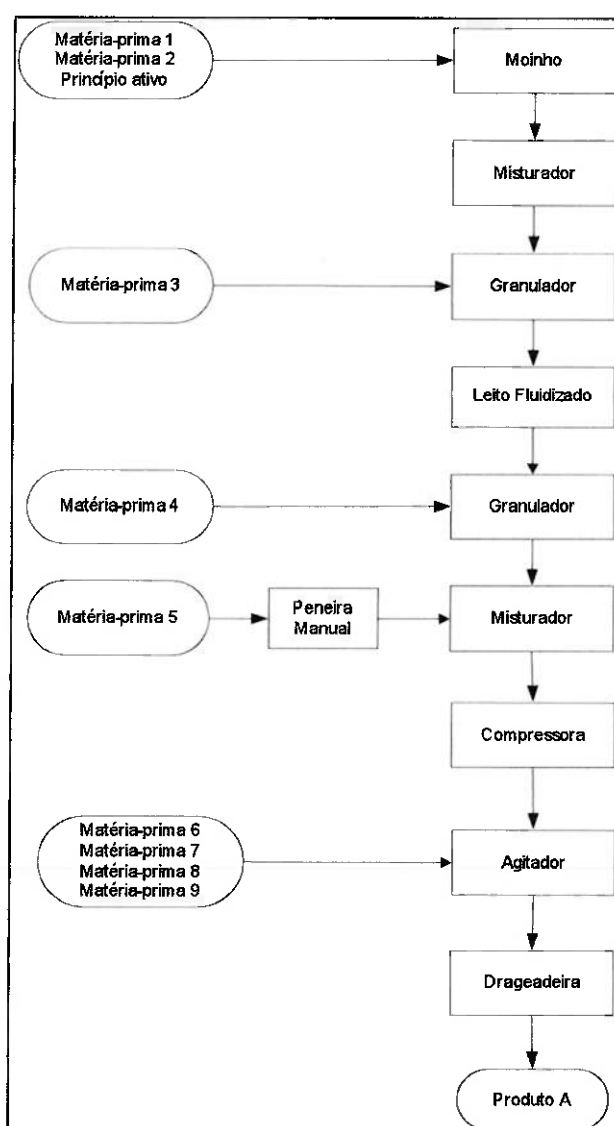 Matéria-prima 1
Matéria-prima 2
Princípio ativo
Moinho
Misturador
Matéria-prima 3
Granulador
Leito Fluidizado
Matéria-prima 4
Granulador
Matéria-prima 5
Peneira
Manual
Misturador
Compressora
Matéria-prima 6
Matéria-prima 7
Matéria-prima 8
Matéria-prima 9
Agitador
Drageadeira
Produto A